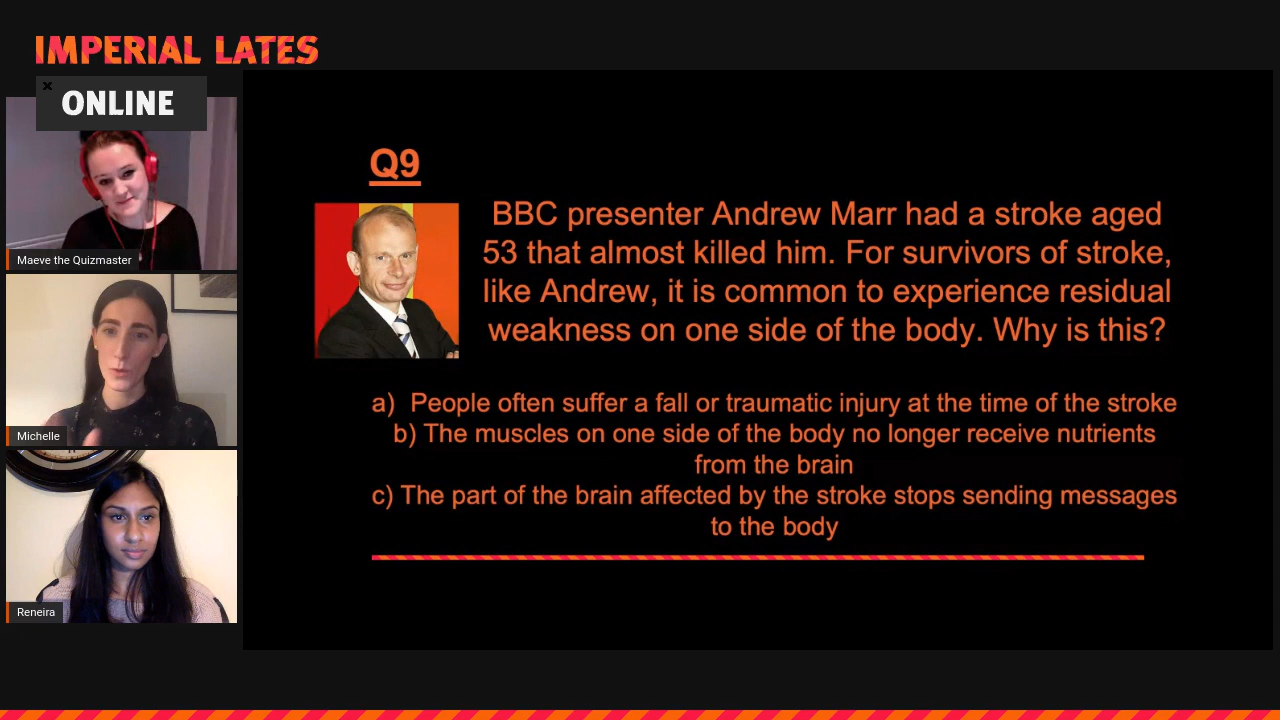 IMPERIAL LATES
ONLINE
Maeve the Quizmaster
Michelle
Reneira
Q9
BBC presenter Andrew Marr had a stroke aged
53 that almost killed him. For survivors of stroke,
like Andrew, it is common to experience residual
weakness on one side of the body. Why is this?
a) People often suffer a fall or traumatic injury at the time of the stroke
b) The muscles on one side of the body no longer receive nutrients
from the brain
c) The part of the brain affected by the stroke stops sending messages
to the body